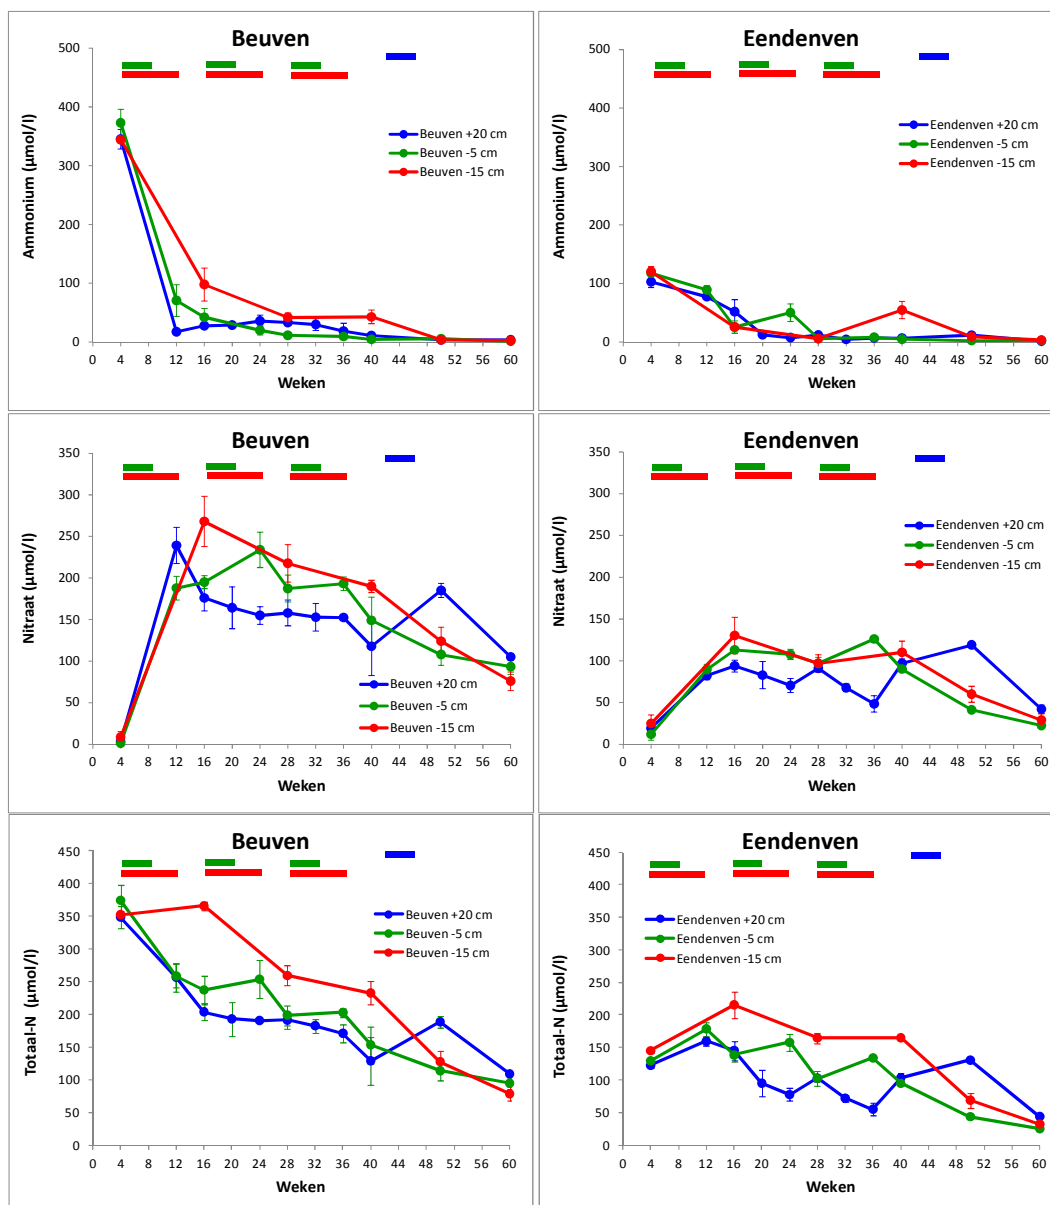 Beuven
Ammonium (µmol/l)
500
400
300
200
100
0
Beuven +20 cm
Beuven -5 cm
Beuven -15 cm
0 4 8 12 16 20 24 28 32 36 40 44 48 52 56 60
Weken
Eendenven
Ammonium (µmol/l)
500
400
300
200
100
0
Eendenven +20 cm
Eendenven -5 cm
Eendenven -15 cm
0 4 8 12 16 20 24 28 32 36 40 44 48 52 56 60
Weken
Beuven
Nitraat (µmol/l)
350
300
250
200
150
100
50
0
Beuven +20 cm
Beuven -5 cm
Beuven -15 cm
0 4 8 12 16 20 24 28 32 36 40 44 48 52 56 60
Weken
Eendenven
Nitraat (µmol/l)
350
300
250
200
150
100
50
0
Eendenven +20 cm
Eendenven -5 cm
Eendenven -15 cm
0 4 8 12 16 20 24 28 32 36 40 44 48 52 56 60
Weken
Beuven
Totaal-N (µmol/l)
450
400
350
300
250
200
150
100
50
0
Beuven +20 cm
Beuven -5 cm
Beuven -15 cm
0 4 8 12 16 20 24 28 32 36 40 44 48 52 56 60
Weken
Eendenven
Totaal-N (µmol/l)
450
400
350
300
250
200
150
100
50
0
Eendenven +20 cm
Eendenven -5 cm
Eendenven -15 cm
0 4 8 12 16 20 24 28 32 36 40 44 48 52 56 60
Weken